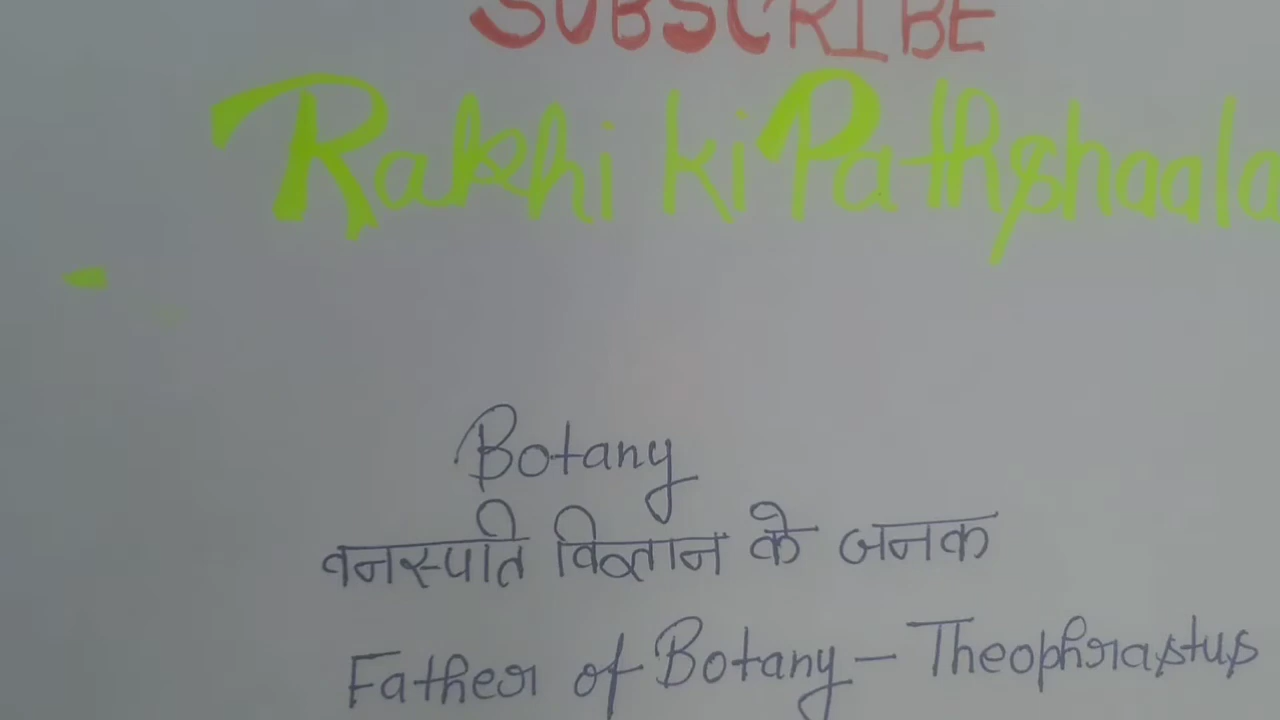 SUBSCRIBE
Rakhi ki Pathshaala
Botany
वनस्पति विज्ञान के जनक
Father of Botany - Theophrastus